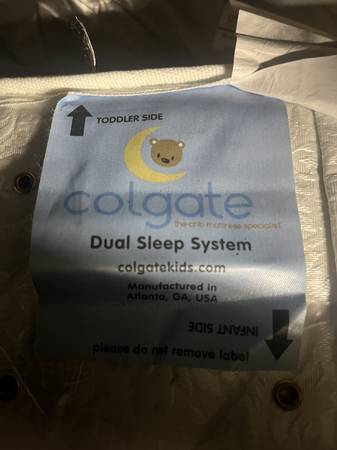 TODDLER SIDE
colgate
the crib mattress specialist
Dual Sleep System
colgatekids.com
Manufactured in
Atlanta, GA, USA
INFANT SIDE
please do not remove label